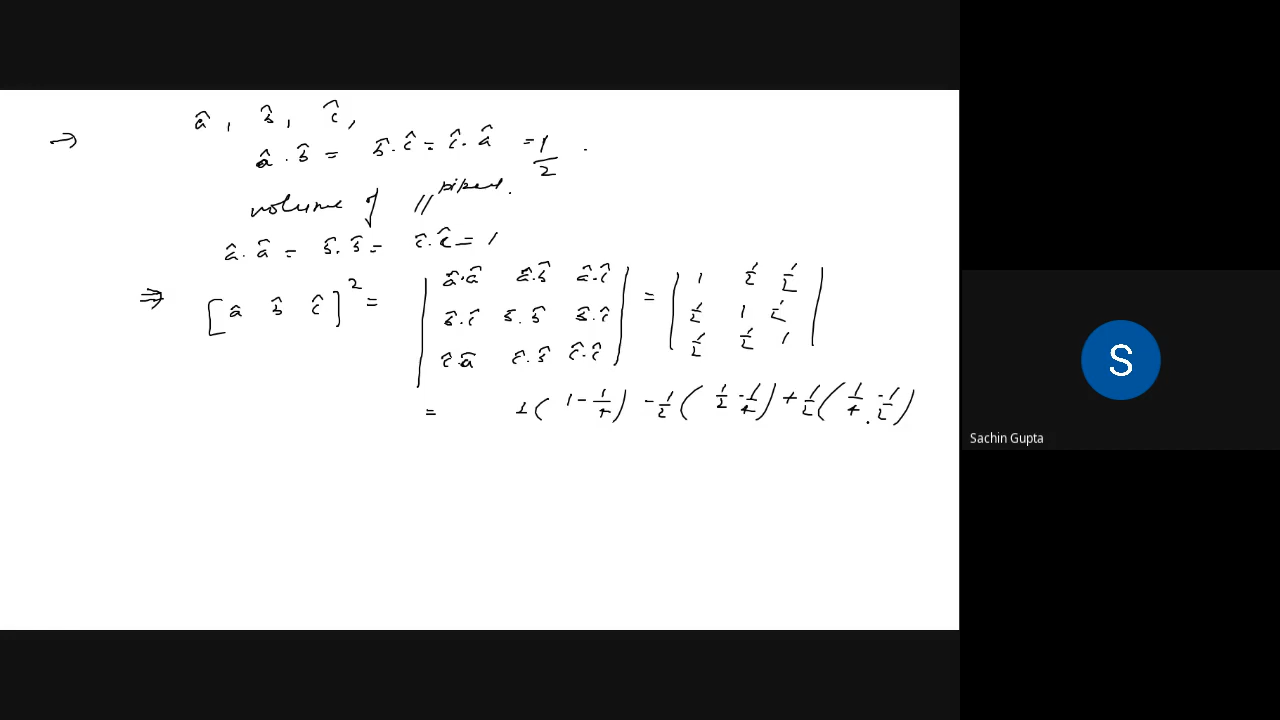 → â, b̂, ĉ,
â . b̂ = b̂ . ĉ = ĉ . â = 1/2 .
volume of // piped.
â . â = b̂ . b̂ = ĉ . ĉ = 1
⇒ [ â b̂ ĉ ]² = | â.â â.b̂ â.ĉ | = | 1 1/2 1/2 |
| b̂.ĉ b̂.b̂ b̂.ĉ | | 1/2 1 1/2 |
| ĉ.â ĉ.b̂ ĉ.ĉ | | 1/2 1/2 1 |
= 1( 1 - 1/4 ) - 1/2 ( 1/2 - 1/4 ) + 1/2 ( 1/4 - 1/2 )
S
Sachin Gupta